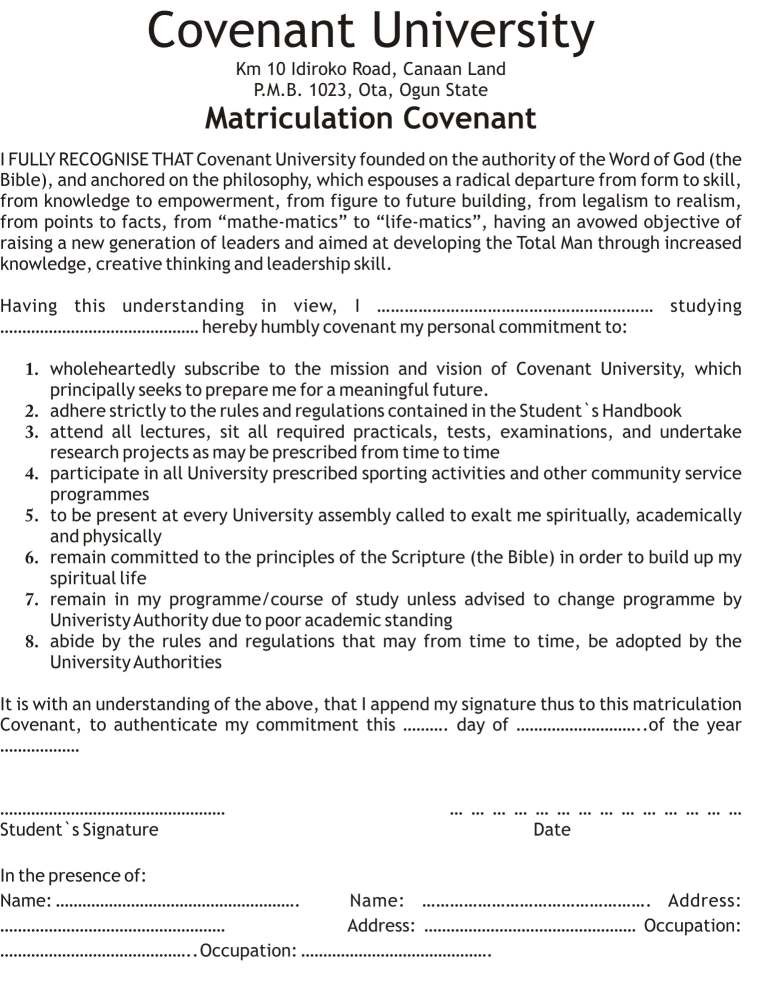 Covenant University
Km 10 Idiroko Road, Canaan Land
P.M.B. 1023, Ota, Ogun State
Matriculation Covenant
I FULLY RECOGNISE THAT Covenant University founded on the authority of the Word of God (the
Bible), and anchored on the philosophy, which espouses a radical departure from form to skill,
from knowledge to empowerment, from figure to future building, from legalism to realism,
from points to facts, from “mathe-matics” to “life-matics”, having an avowed objective of
raising a new generation of leaders and aimed at developing the Total Man through increased
knowledge, creative thinking and leadership skill.
Having this understanding in view, I ……………………………………………………… studying
……………………………………… hereby humbly covenant my personal commitment to:
1. wholeheartedly subscribe to the mission and vision of Covenant University, which
principally seeks to prepare me for a meaningful future.
2. adhere strictly to the rules and regulations contained in the Student`s Handbook
3. attend all lectures, sit all required practicals, tests, examinations, and undertake
research projects as may be prescribed from time to time
4. participate in all University prescribed sporting activities and other community service
programmes
5. to be present at every University assembly called to exalt me spiritually, academically
and physically
6. remain committed to the principles of the Scripture (the Bible) in order to build up my
spiritual life
7. remain in my programme/course of study unless advised to change programme by
Univeristy Authority due to poor academic standing
8. abide by the rules and regulations that may from time to time, be adopted by the
University Authorities
It is with an understanding of the above, that I append my signature thus to this matriculation
Covenant, to authenticate my commitment this ………. day of ………………………..of the year
………………
…………………………………………… … … … … … … … … … … … … … …
Student`s Signature Date
In the presence of:
Name: ………………………………………………. Name: ……………………………………………. Address:
…………………………………………… Address: ………………………………………… Occupation:
……………………………………..Occupation: …………………………………….